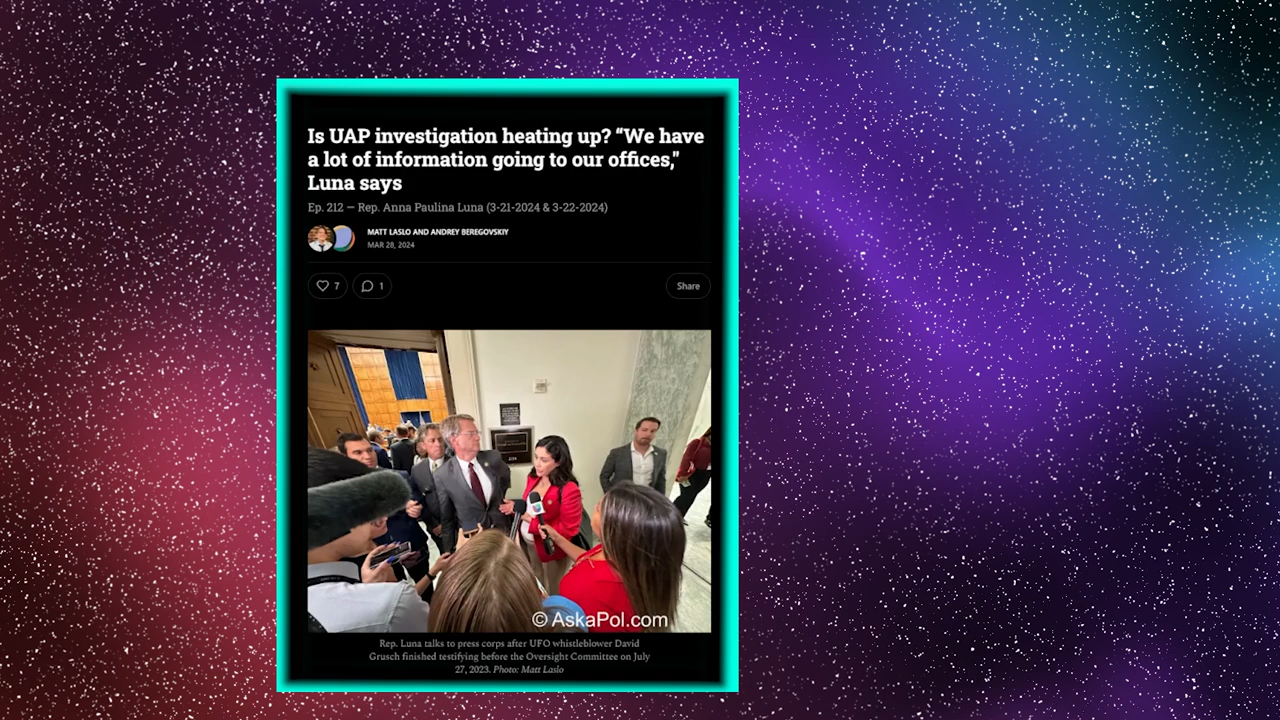 Is UAP investigation heating up? “We have
a lot of information going to our offices,”
Luna says
Ep. 212 — Rep. Anna Paulina Luna (3-21-2024 & 3-22-2024)
MATT LASLO AND ANDREY BEREGOVSKIY
MAR 28, 2024
7
1
Share
© AskaPol.com
Rep. Luna talks to press corps after UFO whistleblower David
Grusch finished testifying before the Oversight Committee on July
27, 2023. Photo: Matt Laslo